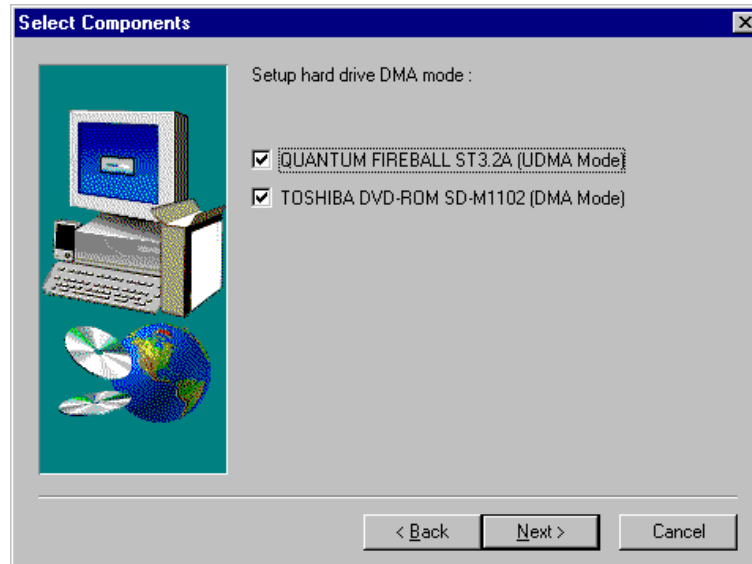 Select Components
Setup hard drive DMA mode :
QUANTUM FIREBALL ST3.2A (UDMA Mode)
TOSHIBA DVD-ROM SD-M1102 (DMA Mode)
< Back
Next >
Cancel